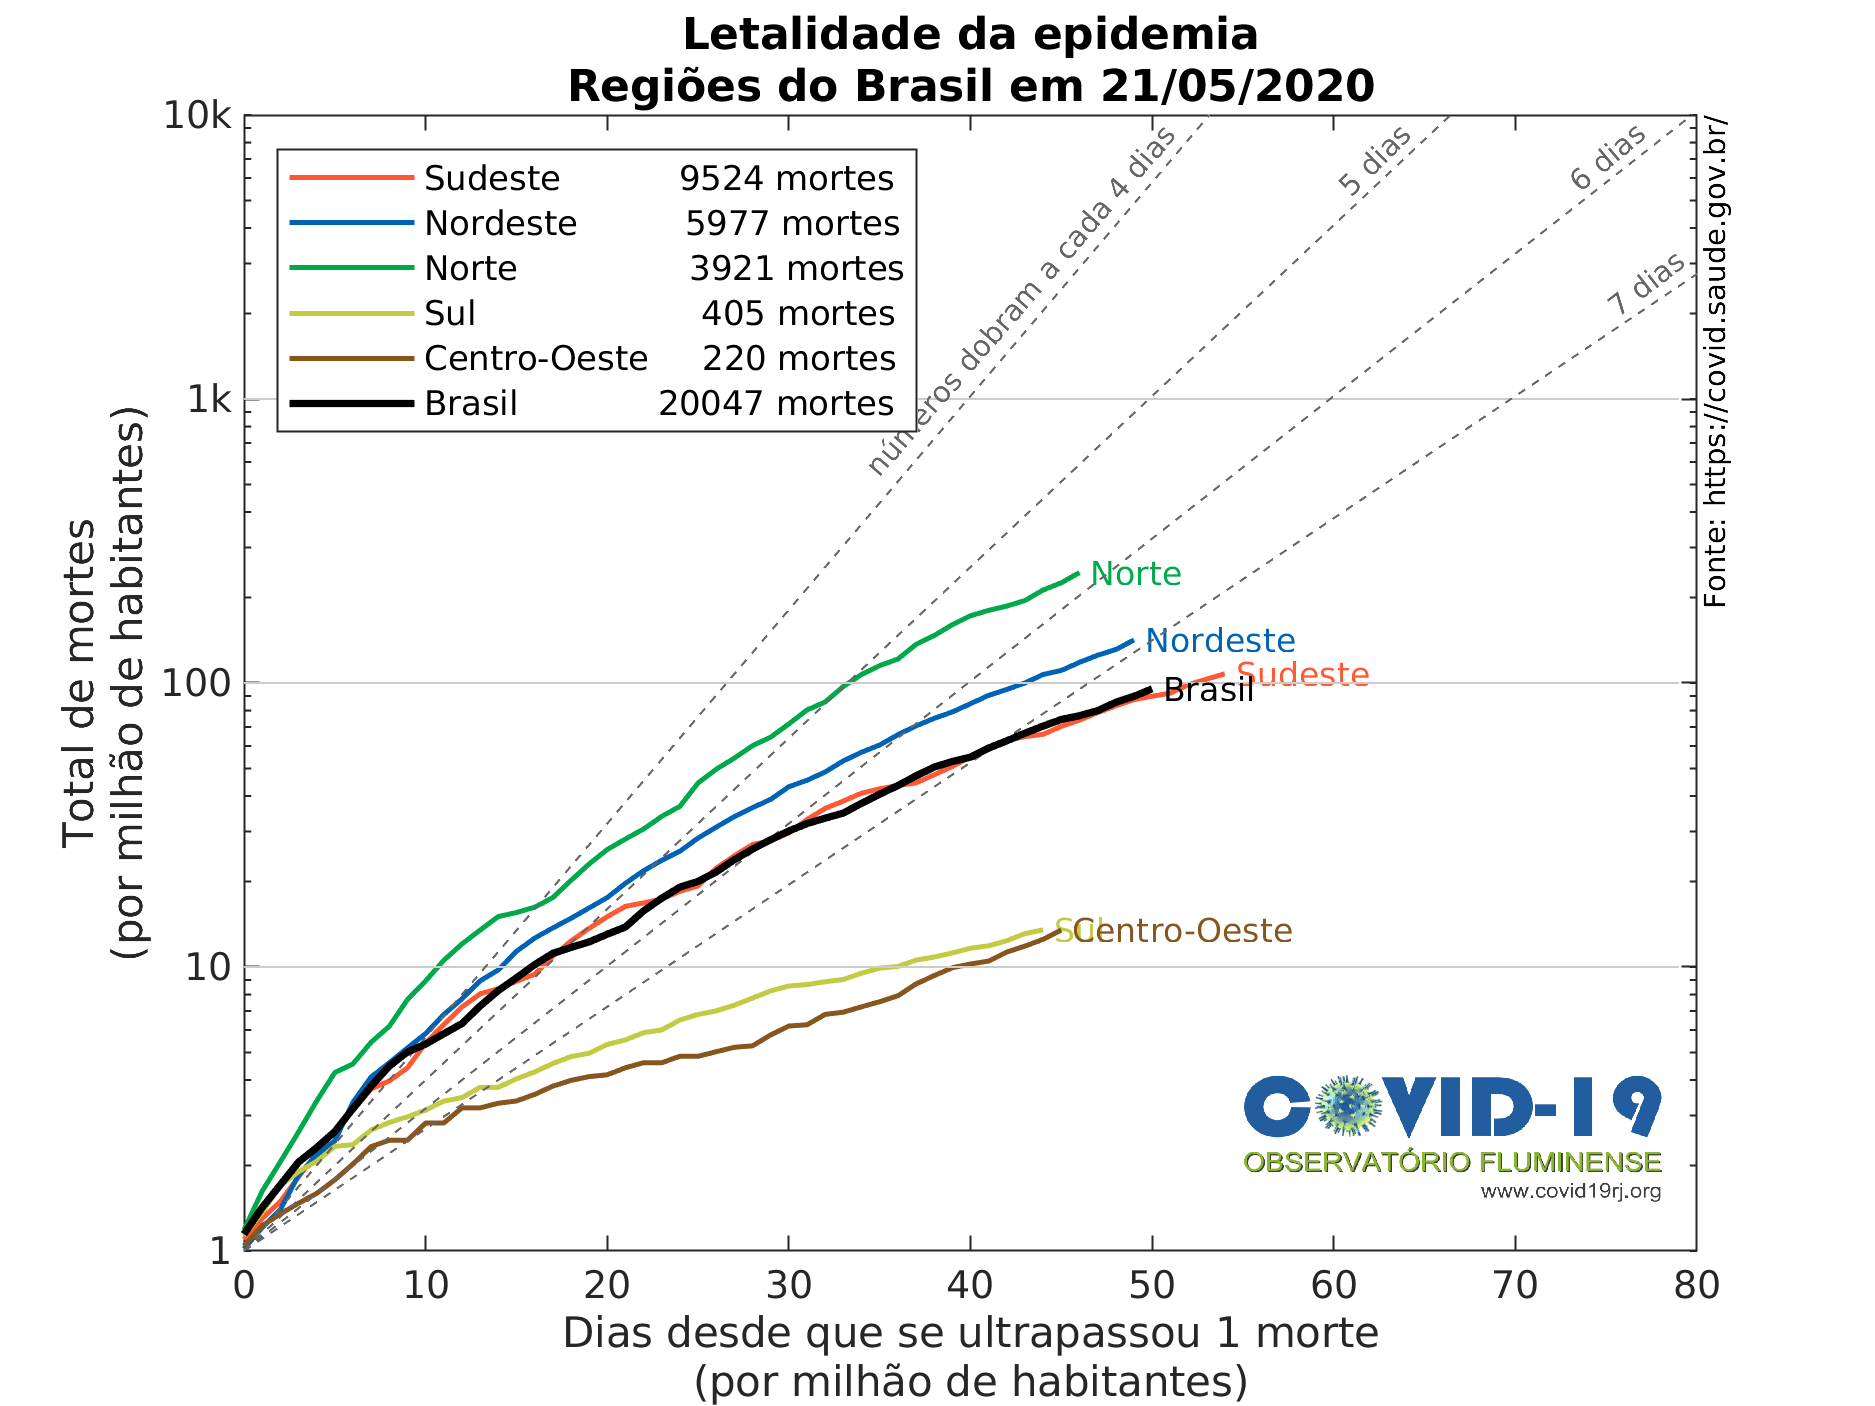 Letalidade da epidemia
Regiões do Brasil em 21/05/2020
10k
1k
100
10
1
Total de mortes
(por milhão de habitantes)
Sudeste 9524 mortes
Nordeste 5977 mortes
Norte 3921 mortes
Sul 405 mortes
Centro-Oeste 220 mortes
Brasil 20047 mortes
números dobram a cada 4 dias
5 dias
6 dias
7 dias
Fonte: https://covid.saude.gov.br/
Norte
Nordeste
Sudeste
Brasil
Sul
Centro-Oeste
COVID-19
OBSERVATÓRIO FLUMINENSE
www.covid19rj.org
0 10 20 30 40 50 60 70 80
Dias desde que se ultrapassou 1 morte
(por milhão de habitantes)